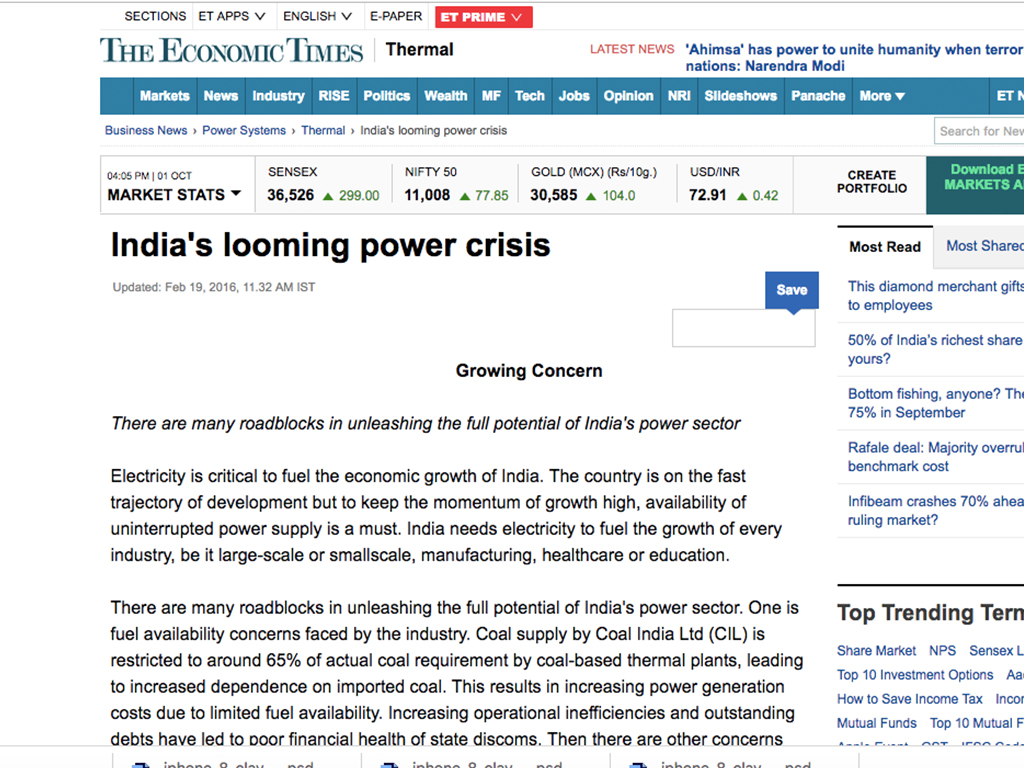 SECTIONS ET APPS ENGLISH E-PAPER ET PRIME
THE ECONOMIC TIMES Thermal
LATEST NEWS 'Ahimsa' has power to unite humanity when terror
nations: Narendra Modi
Markets News Industry RISE Politics Wealth MF Tech Jobs Opinion NRI Slideshows Panache More ET N
Business News › Power Systems › Thermal › India's looming power crisis
Search for New
04:05 PM | 01 OCT
MARKET STATS
SENSEX
36,526 ▲ 299.00
NIFTY 50
11,008 ▲ 77.85
GOLD (MCX) (Rs/10g.)
30,585 ▲ 104.0
USD/INR
72.91 ▲ 0.42
CREATE
PORTFOLIO
Download E
MARKETS A
India's looming power crisis
Updated: Feb 19, 2016, 11.32 AM IST
Save
Growing Concern
There are many roadblocks in unleashing the full potential of India's power sector
Electricity is critical to fuel the economic growth of India. The country is on the fast
trajectory of development but to keep the momentum of growth high, availability of
uninterrupted power supply is a must. India needs electricity to fuel the growth of every
industry, be it large-scale or smallscale, manufacturing, healthcare or education.
There are many roadblocks in unleashing the full potential of India's power sector. One is
fuel availability concerns faced by the industry. Coal supply by Coal India Ltd (CIL) is
restricted to around 65% of actual coal requirement by coal-based thermal plants, leading
to increased dependence on imported coal. This results in increasing power generation
costs due to limited fuel availability. Increasing operational inefficiencies and outstanding
debts have led to poor financial health of state discoms. Then there are other concerns
Most Read Most Shared
This diamond merchant gifts
to employees
50% of India's richest share
yours?
Bottom fishing, anyone? The
75% in September
Rafale deal: Majority overrul
benchmark cost
Infibeam crashes 70% ahea
ruling market?
Top Trending Term
Share Market NPS Sensex L
Top 10 Investment Options Aa
How to Save Income Tax Incom
Mutual Funds Top 10 Mutual F